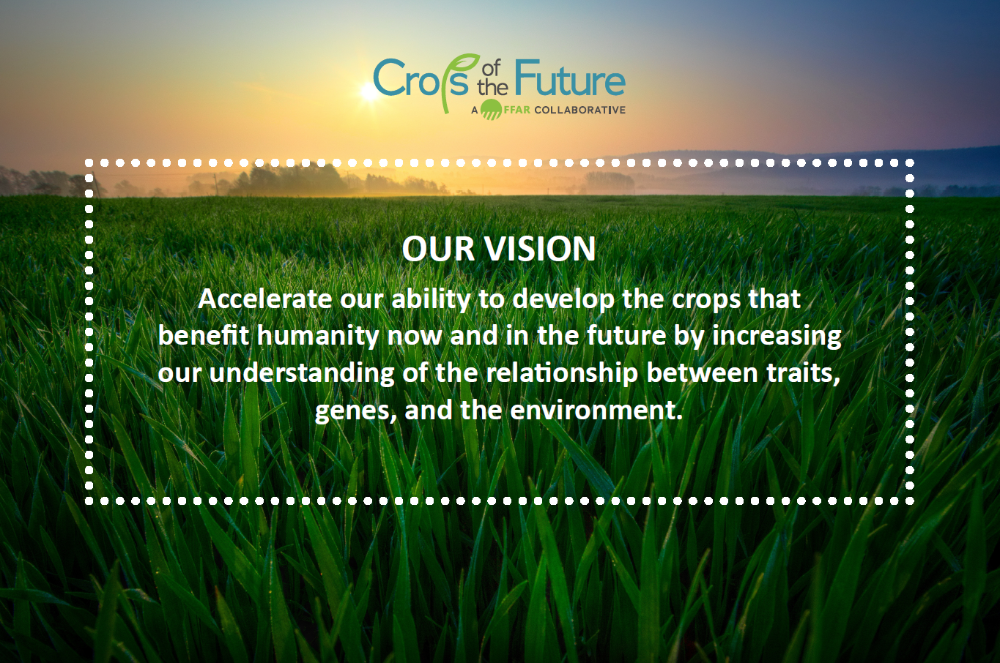 Crops of the Future
A FFAR COLLABORATIVE
OUR VISION
Accelerate our ability to develop the crops that
benefit humanity now and in the future by increasing
our understanding of the relationship between traits,
genes, and the environment.